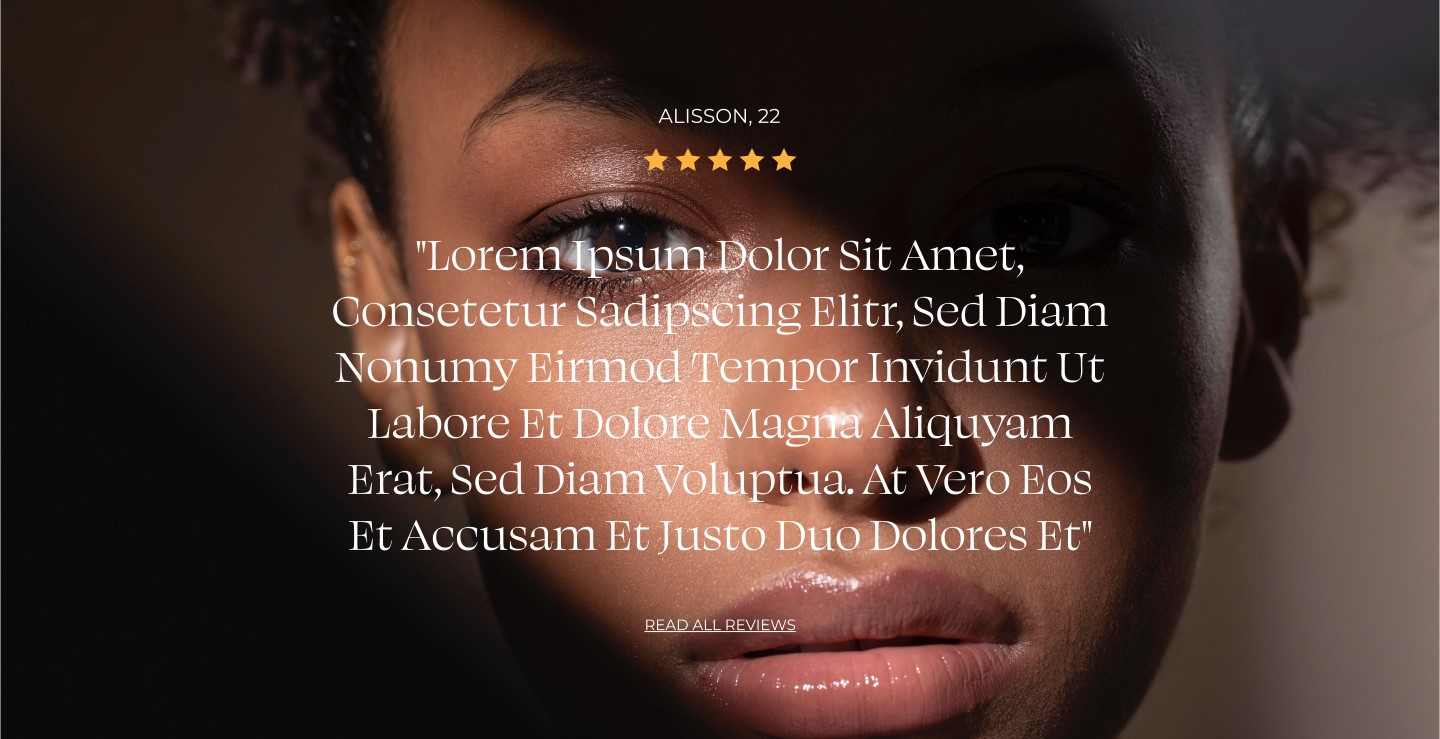 ALISSON, 22
"Lorem Ipsum Dolor Sit Amet,
Consetetur Sadipscing Elitr, Sed Diam
Nonumy Eirmod Tempor Invidunt Ut
Labore Et Dolore Magna Aliquyam
Erat, Sed Diam Voluptua. At Vero Eos
Et Accusam Et Justo Duo Dolores Et"
READ ALL REVIEWS